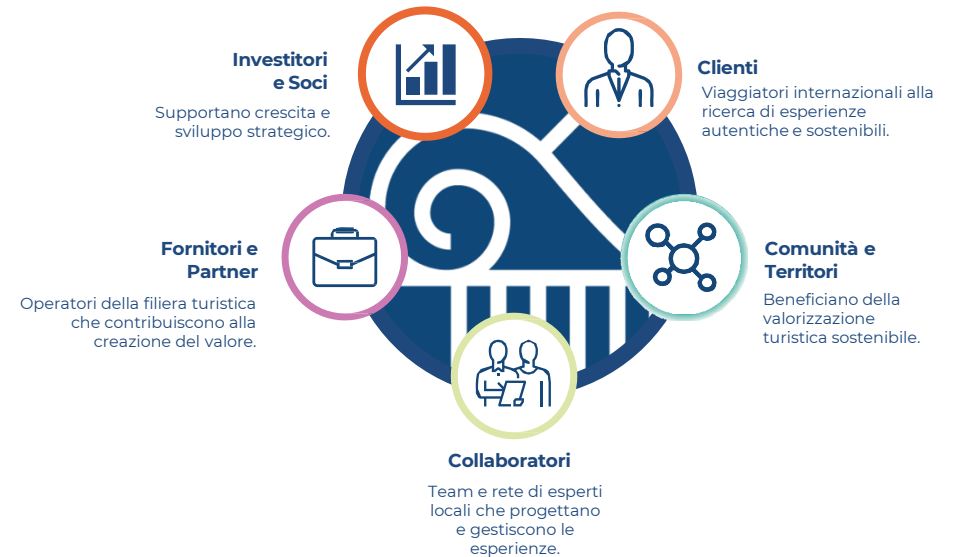 Investitori
e Soci
Supportano crescita e
sviluppo strategico.
Clienti
Viaggiatori internazionali alla
ricerca di esperienze
autentiche e sostenibili.
Fornitori e
Partner
Operatori della filiera turistica
che contribuiscono alla
creazione del valore.
Comunità e
Territori
Beneficiano della
valorizzazione
turistica sostenibile.
Collaboratori
Team e rete di esperti
locali che progettano
e gestiscono le
esperienze.